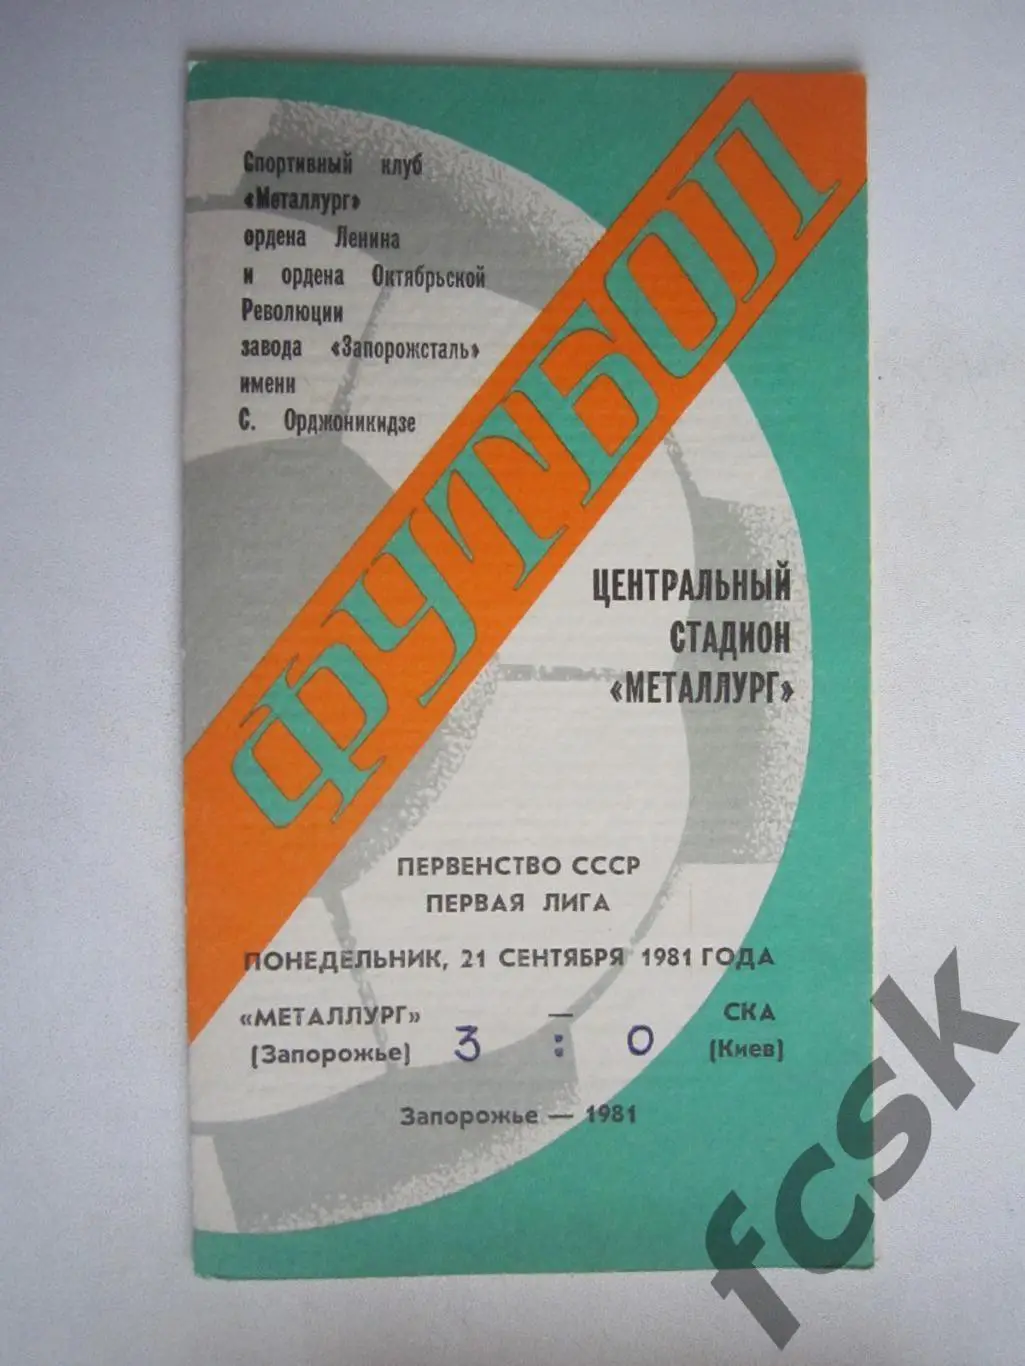 Спортивный клуб
«Металлург»
ордена Ленина
и ордена Октябрьской
Революции
завода «Запорожсталь»
имени
С. Орджоникидзе
ФУТБОЛ
ЦЕНТРАЛЬНЫЙ
СТАДИОН
«МЕТАЛЛУРГ»
ПЕРВЕНСТВО СССР
ПЕРВАЯ ЛИГА
ПОНЕДЕЛЬНИК, 21 СЕНТЯБРЯ 1981 ГОДА
«МЕТАЛЛУРГ» — СКА
(Запорожье) 3 : 0 (Киев)
Запорожье — 1981
fcsk